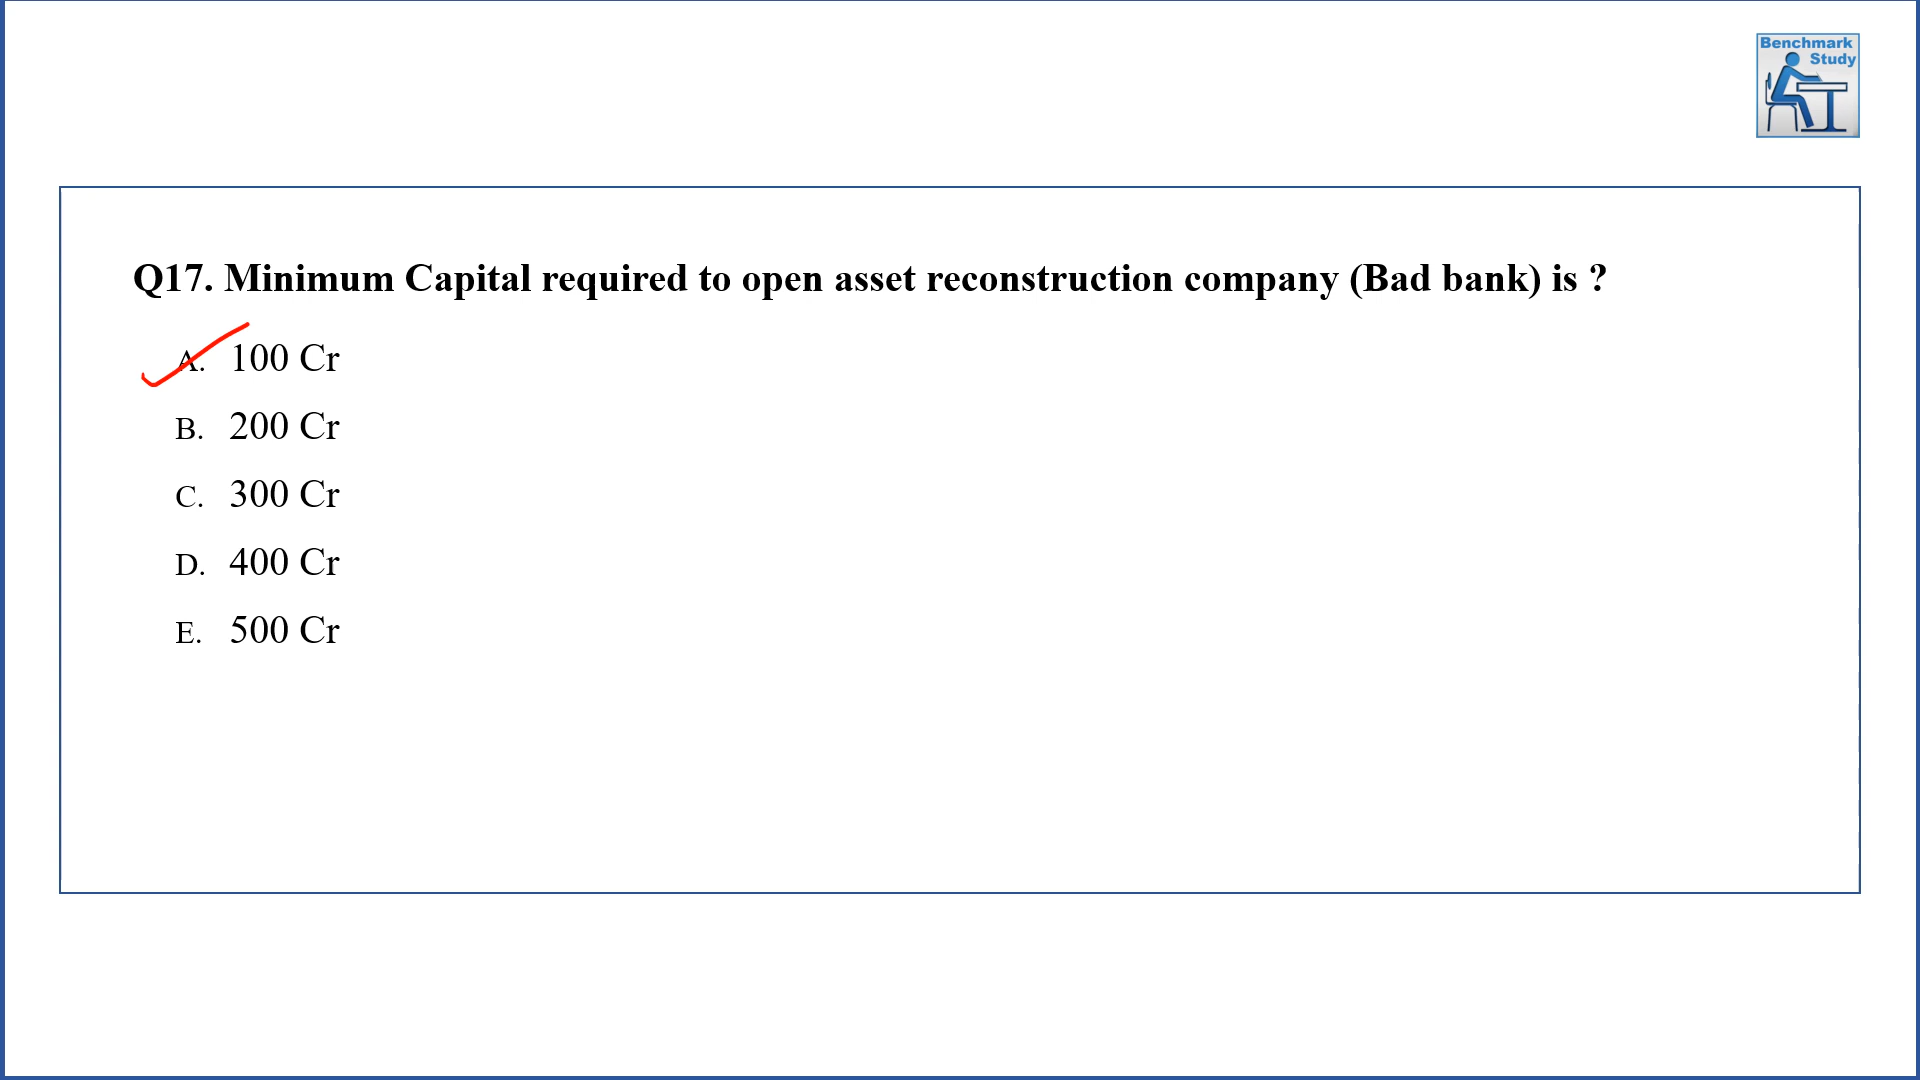 Benchmark
Study
Q17. Minimum Capital required to open asset reconstruction company (Bad bank) is ?
A. 100 Cr
B. 200 Cr
C. 300 Cr
D. 400 Cr
E. 500 Cr